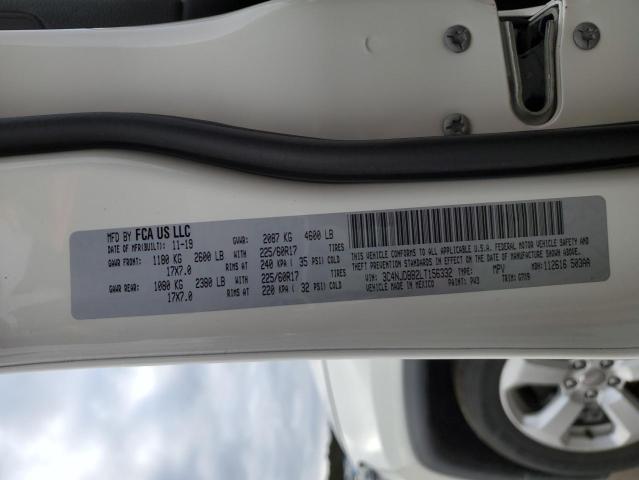 MFD BY FCA US LLC
DATE OF MFR(BUILT): 11-19 GVWR: 2087 KG 4600 LB
GAWR FRONT 1180 KG 2600 LB 225/60R17 TIRES
17X7.0 RIMS AT 240 KPA ( 35 PSI) COLD
GAWR REAR 1080 KG 2380 LB 225/60R17 TIRES
17X7.0 RIMS AT 220 KPA ( 32 PSI) COLD
THIS VEHICLE CONFORMS TO ALL APPLICABLE U.S.A. FEDERAL MOTOR VEHICLE SAFETY AND
THEFT PREVENTION STANDARDS IN EFFECT ON THE DATE OF MANUFACTURE SHOWN ABOVE.
VIN: 3C4NJDBB2LT156332 TYPE: MPV MDH: 112616 503AA
VEHICLE MADE IN MEXICO PAINT: PW3 TRIM: